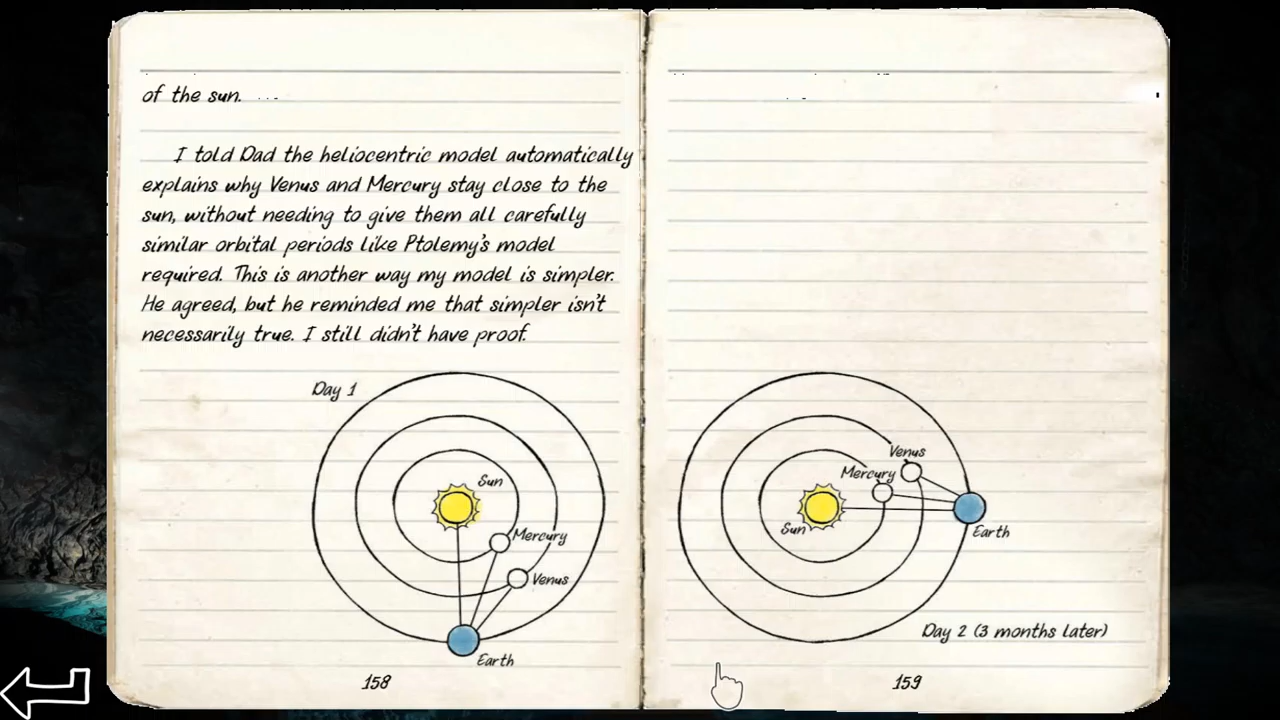 of the sun.
I told Dad the heliocentric model automatically
explains why Venus and Mercury stay close to the
sun, without needing to give them all carefully
similar orbital periods like Ptolemy's model
required. This is another way my model is simpler.
He agreed, but he reminded me that simpler isn't
necessarily true. I still didn't have proof.
Day 1
Sun
Mercury
Venus
Earth
158
Venus
Mercury
Sun
Earth
Day 2 (3 months later)
159